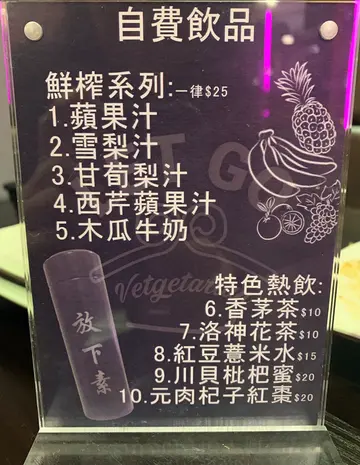 自費飲品
鮮榨系列:一律$25
1.蘋果汁
2.雪梨汁
3.甘荀梨汁
4.西芹蘋果汁
5.木瓜牛奶
特色熱飲:
6.香茅茶$10
7.洛神花茶$10
8.紅豆薏米水$15
9.川貝枇杷蜜$20
10.元肉杞子紅棗$20
放下素